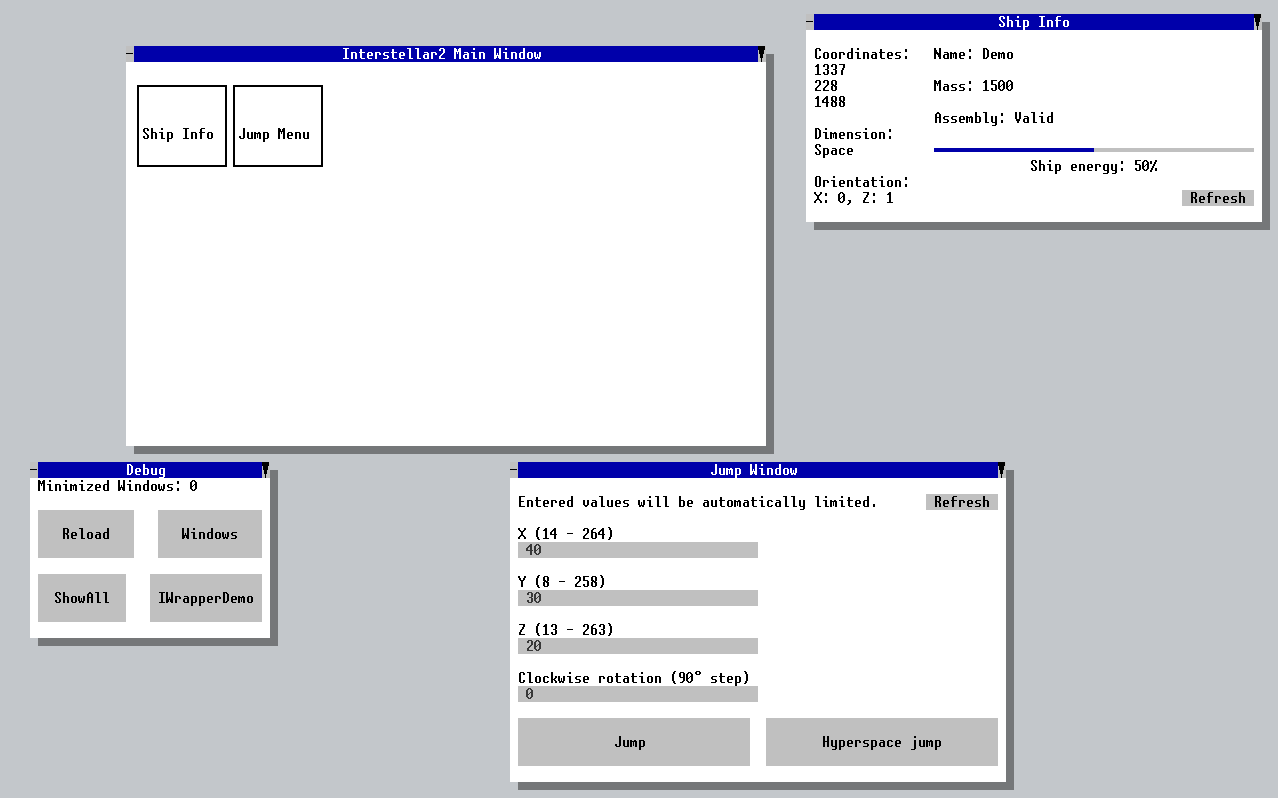 Ship Info
Coordinates:
1337
228
1488
Dimension:
Space
Orientation:
X: 0, Z: 1
Name: Demo
Mass: 1500
Assembly: Valid
Ship energy: 50%
Refresh
Interstellar2 Main Window
Ship Info
Jump Menu
Debug
Minimized Windows: 0
Reload
Windows
ShowAll
IWrapperDemo
Jump Window
Entered values will be automatically limited.
Refresh
X (14 - 264)
40
Y (8 - 258)
30
Z (13 - 263)
20
Clockwise rotation (90° step)
0
Jump
Hyperspace jump